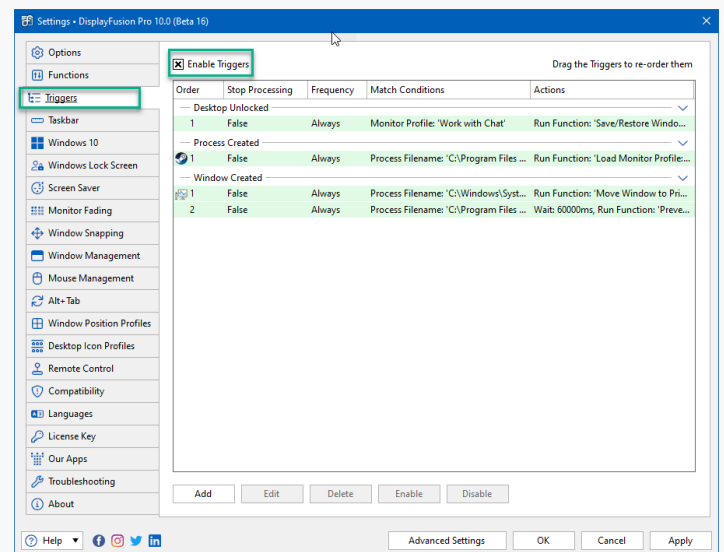 Settings • DisplayFusion Pro 10.0 (Beta 16)
Options
Functions
Triggers
Taskbar
Windows 10
Windows Lock Screen
Screen Saver
Monitor Fading
Window Snapping
Window Management
Mouse Management
Alt+Tab
Window Position Profiles
Desktop Icon Profiles
Remote Control
Compatibility
Languages
License Key
Our Apps
Troubleshooting
About
Enable Triggers
Drag the Triggers to re-order them
Order Stop Processing Frequency Match Conditions Actions
Desktop Unlocked
1 False Always Monitor Profile: 'Work with Chat' Run Function: 'Save/Restore Windo...
Process Created
1 False Always Process Filename: 'C:\Program Files ... Run Function: 'Load Monitor Profile:...
Window Created
1 False Always Process Filename: 'C:\Windows\Syst... Run Function: 'Move Window to Pri...
2 False Always Process Filename: 'C:\Program Files ... Wait: 60000ms, Run Function: 'Preve...
Add Edit Delete Enable Disable
Help Advanced Settings OK Cancel Apply